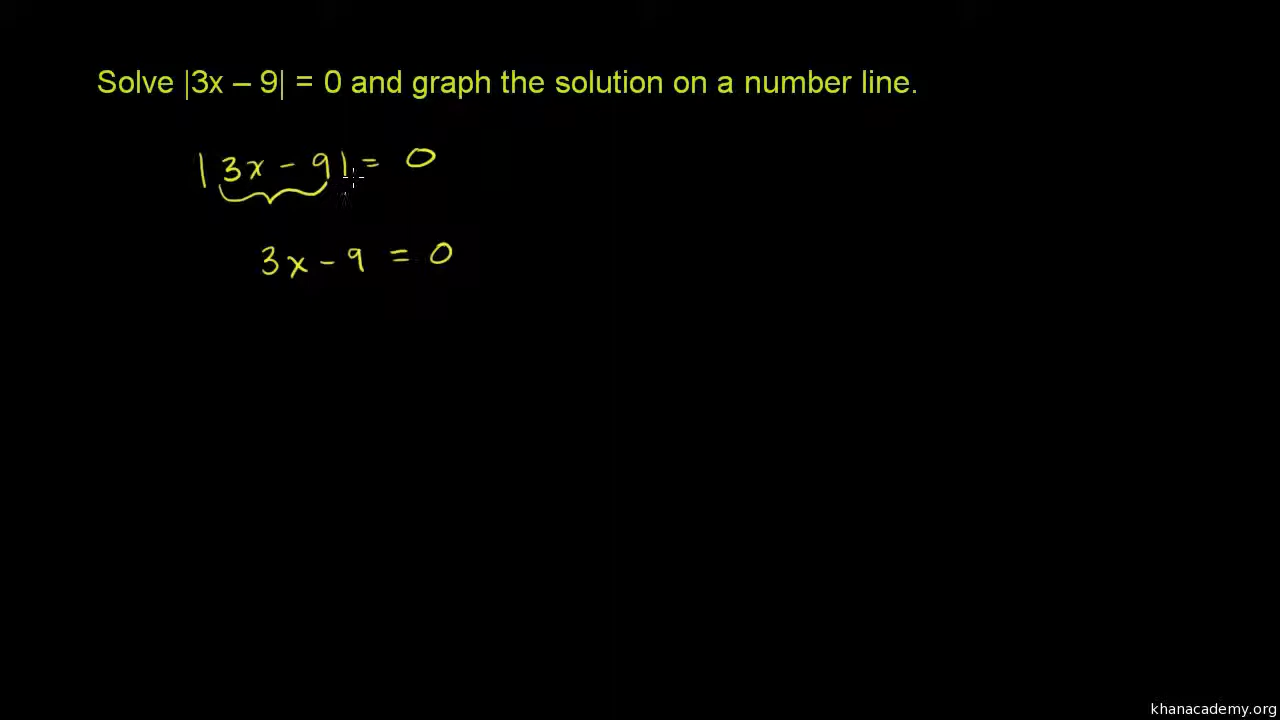 Solve |3x – 9| = 0 and graph the solution on a number line.
|3x - 9| = 0
3x - 9 = 0
khanacademy.org